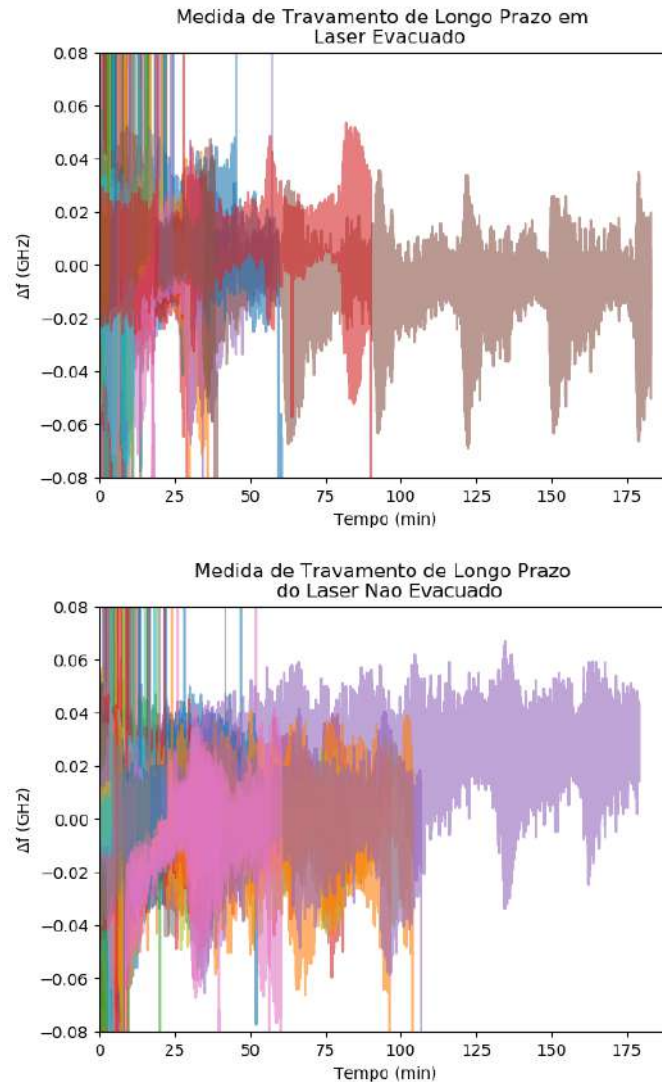 Medida de Travamento de Longo Prazo em
Laser Evacuado
0.08
0.06
0.04
0.02
0.00
−0.02
−0.04
−0.06
−0.08
Δf (GHz)
0 25 50 75 100 125 150 175
Tempo (min)
Medida de Travamento de Longo Prazo
do Laser Nao Evacuado
0.08
0.06
0.04
0.02
0.00
−0.02
−0.04
−0.06
−0.08
Δf (GHz)
0 25 50 75 100 125 150 175
Tempo (min)